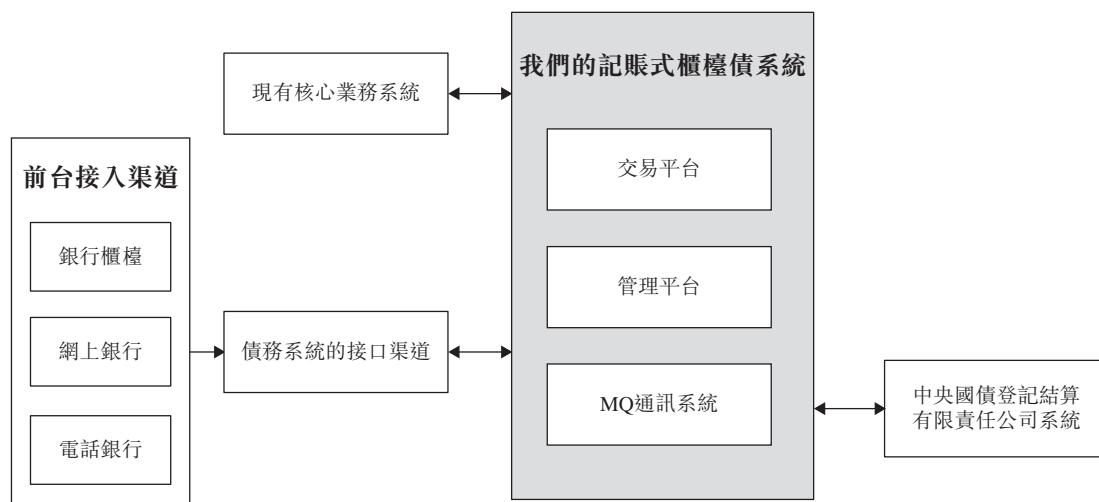 我們的記賬式櫃檯債系統
現有核心業務系統
交易平台
前台接入渠道
銀行櫃檯
管理平台
網上銀行
債務系統的接口渠道
MQ通訊系統
中央國債登記結算
有限責任公司系統
電話銀行